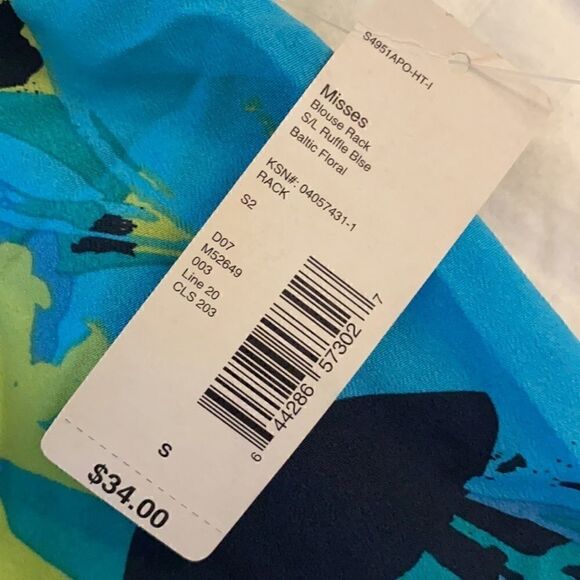 S4951APO-HT-I
Misses
Blouse Rack
S/L Ruffle Blse
Baltic Floral
KSN#: 04057431-1
RACK
S2
D07
M52649
003
Line 20
CLS 203
6 44286 57302 7
S
$34.00